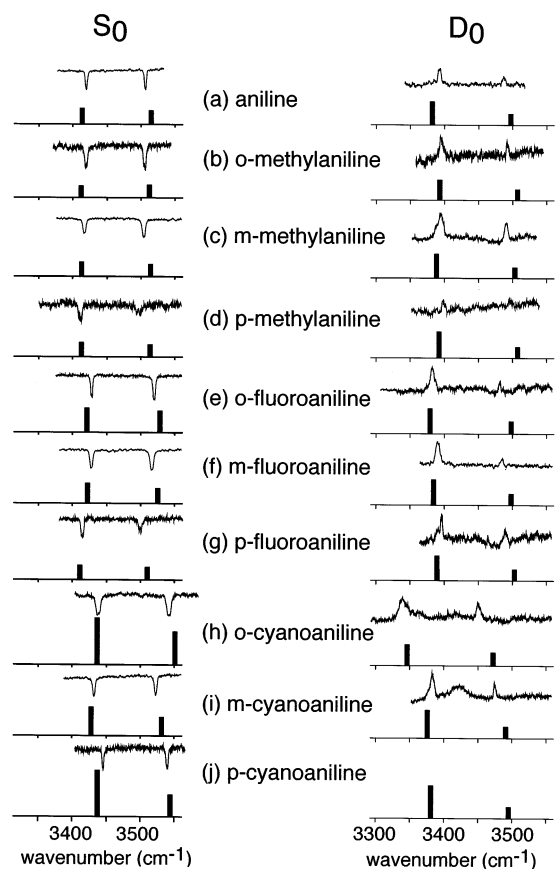 S0 D0
(a) aniline
(b) o-methylaniline
(c) m-methylaniline
(d) p-methylaniline
(e) o-fluoroaniline
(f) m-fluoroaniline
(g) p-fluoroaniline
(h) o-cyanoaniline
(i) m-cyanoaniline
(j) p-cyanoaniline
3400 3500 3300 3400 3500
wavenumber (cm-1) wavenumber (cm-1)